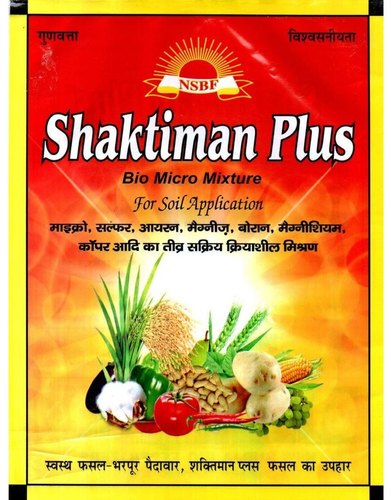 गुणवत्ता विश्वसनीयता
NSBF
Shaktiman Plus
Bio Micro Mixture
For Soil Application
माइक्रो, सल्फर, आयरन, मैग्नीज़, बोरान, मैग्नीशियम,
कॉपर आदि का तीव्र सक्रिय क्रियाशील मिश्रण
स्वस्थ फसल-भरपूर पैदावार, शक्तिमान प्लस फसल का उपहार